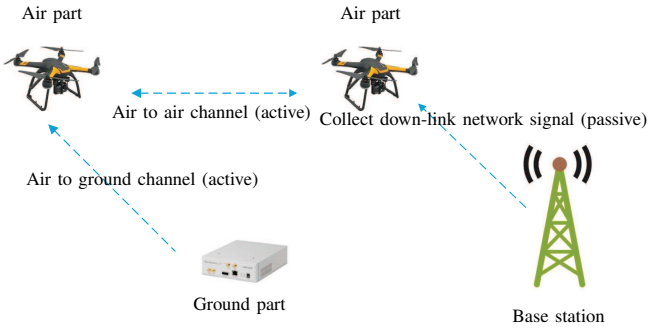 Air part
Air part
Air to air channel (active)
Collect down-link network signal (passive)
Air to ground channel (active)
Ground part
Base station